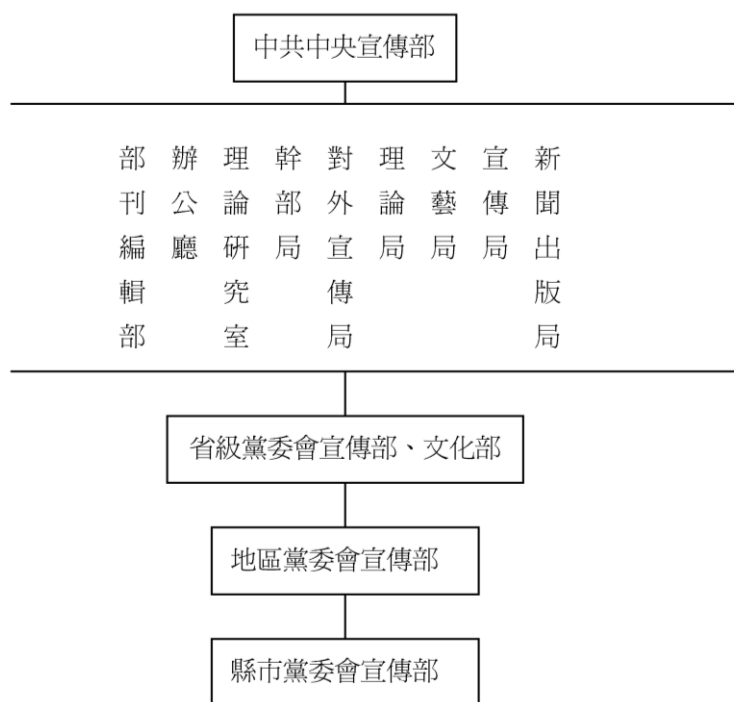 中共中央宣傳部
新聞出版局
宣傳局
文藝局
理論局
對外宣傳局
幹部局
理論研究室
辦公廳
部刊編輯部
省級黨委會宣傳部、文化部
地區黨委會宣傳部
縣市黨委會宣傳部